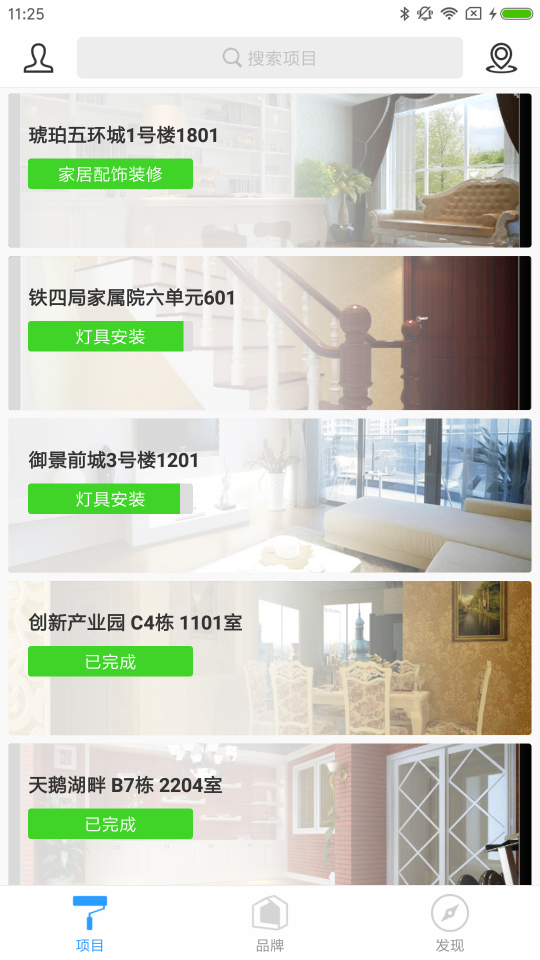 11:25
搜索项目
琥珀五环城1号楼1801
家居配饰装修
铁四局家属院六单元601
灯具安装
御景前城3号楼1201
灯具安装
创新产业园 C4栋 1101室
已完成
天鹅湖畔 B7栋 2204室
已完成
项目
品牌
发现